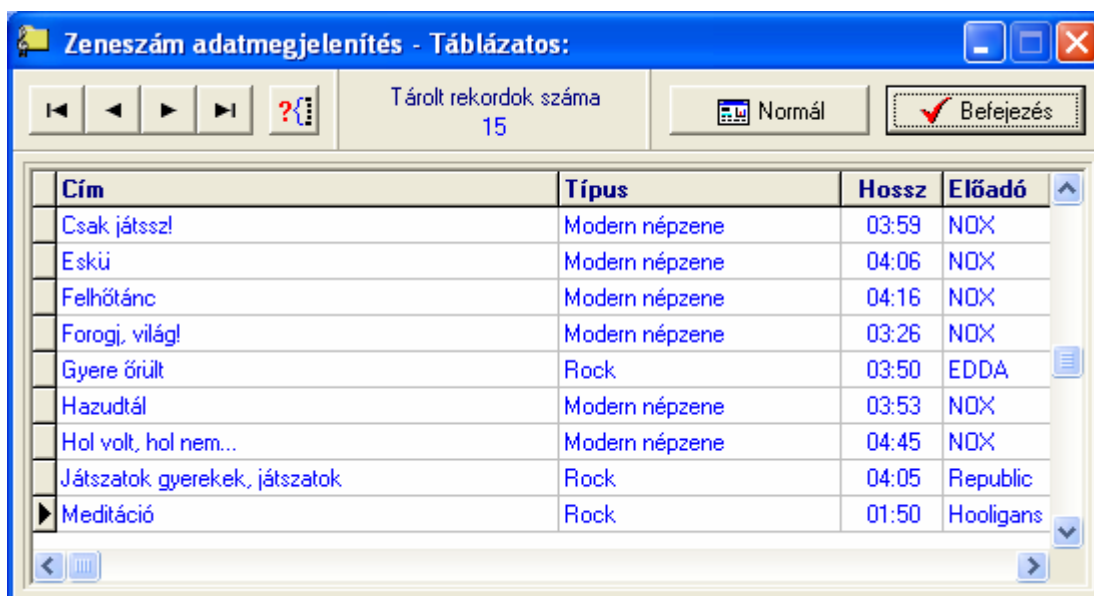 Zeneszám adatmegjelenítés - Táblázatos:
?{ Tárolt rekordok száma Normál Befejezés
15
Cím Típus Hossz Előadó
Csak játssz! Modern népzene 03:59 NOX
Eskü Modern népzene 04:06 NOX
Felhőtánc Modern népzene 04:16 NOX
Forogj, világ! Modern népzene 03:26 NOX
Gyere őrült Rock 03:50 EDDA
Hazudtál Modern népzene 03:53 NOX
Hol volt, hol nem... Modern népzene 04:45 NOX
Játszatok gyerekek, játszatok Rock 04:05 Republic
Meditáció Rock 01:50 Hooligans